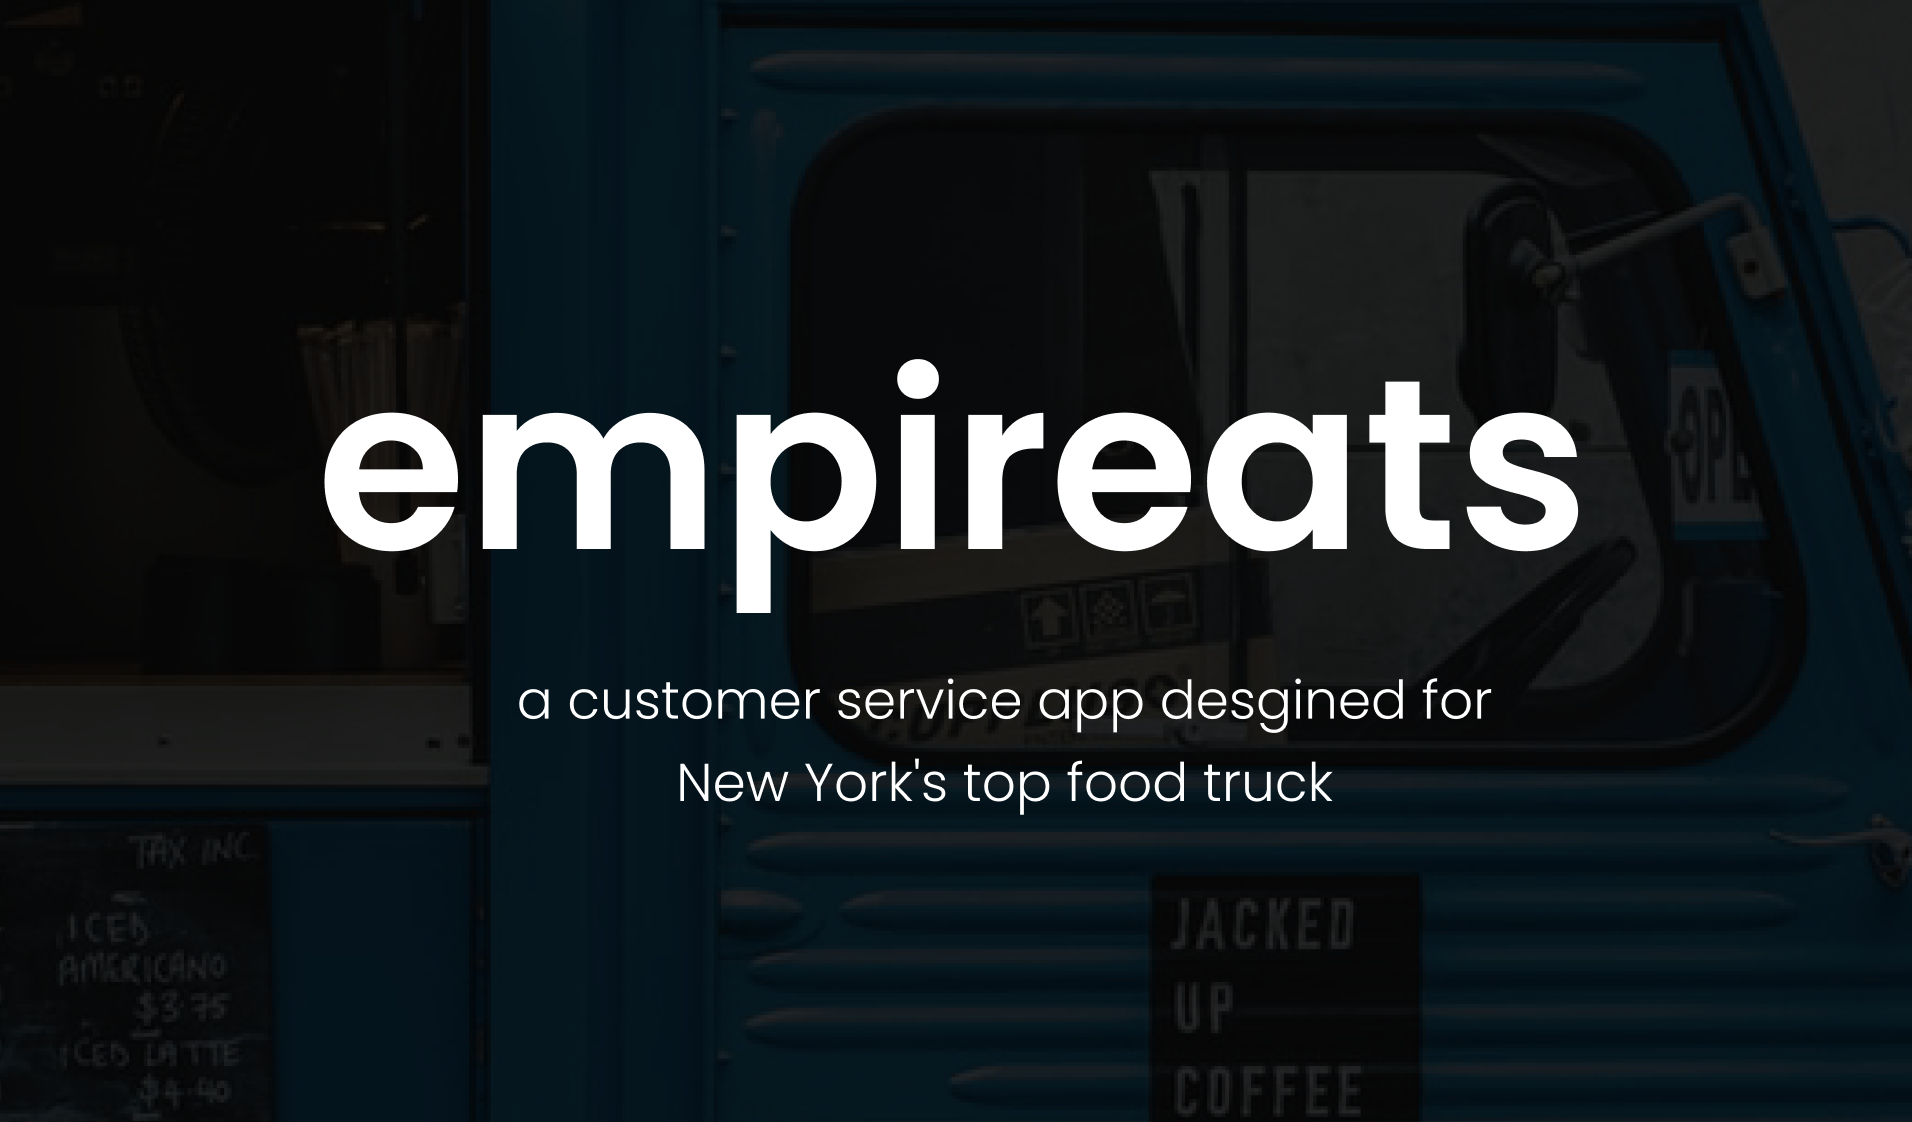 empireats
a customer service app desgined for
New York's top food truck
TAX INC
ICED
AMERICANO
$3.75
ICED LATTE
$4.40
JACKED
UP
COFFEE